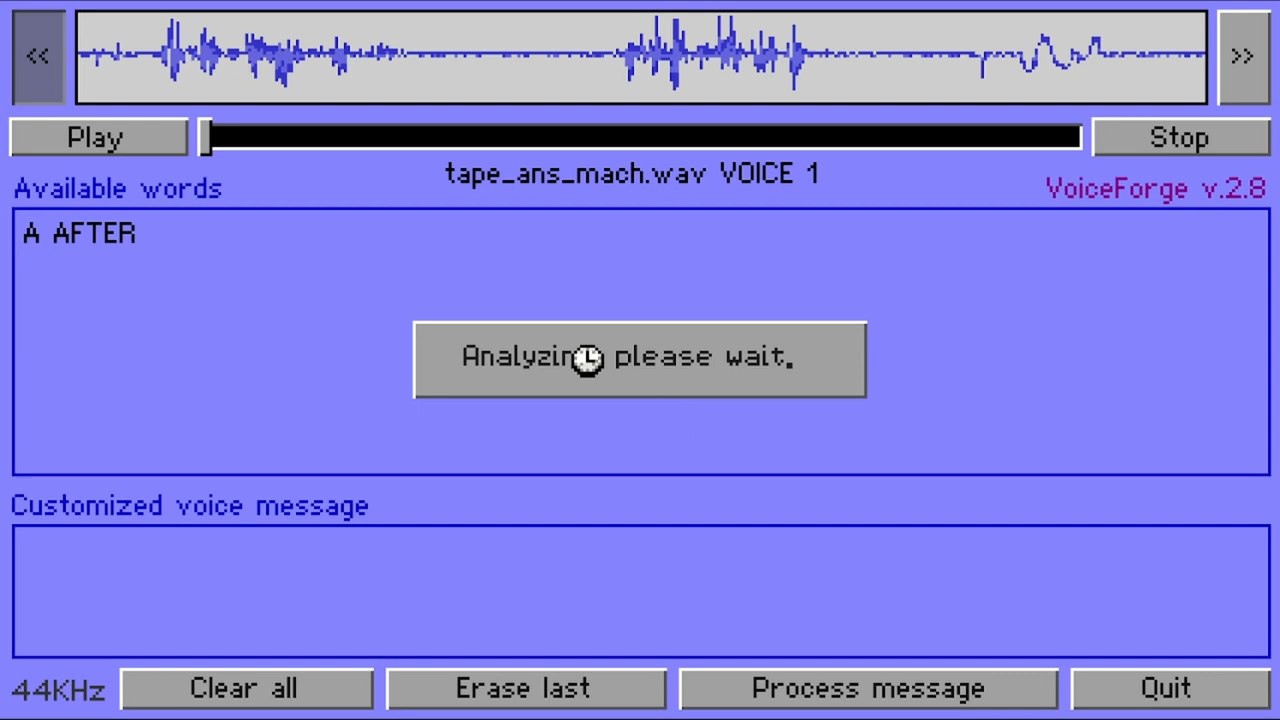 << >>
Play Stop
tape_ans_mach.wav VOICE 1
Available words VoiceForge v.2.8
A AFTER
Analyzin please wait.
Customized voice message
44KHz Clear all Erase last Process message Quit